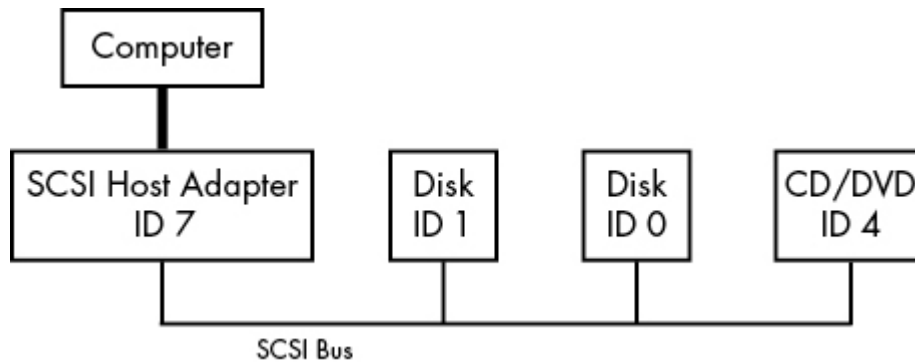 Computer
SCSI Host Adapter
ID 7
Disk
ID 1
Disk
ID 0
CD/DVD
ID 4
SCSI Bus